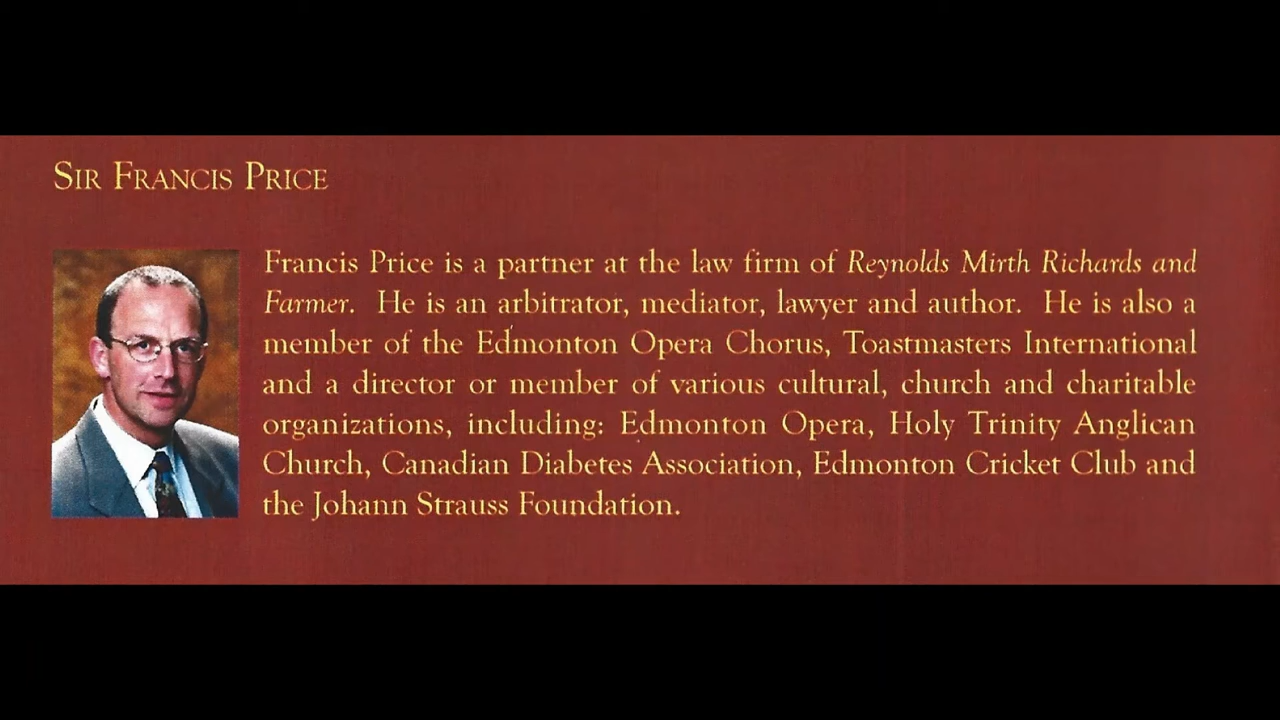 SIR FRANCIS PRICE
Francis Price is a partner at the law firm of Reynolds Mirth Richards and
Farmer. He is an arbitrator, mediator, lawyer and author. He is also a
member of the Edmonton Opera Chorus, Toastmasters International
and a director or member of various cultural, church and charitable
organizations, including: Edmonton Opera, Holy Trinity Anglican
Church, Canadian Diabetes Association, Edmonton Cricket Club and
the Johann Strauss Foundation.